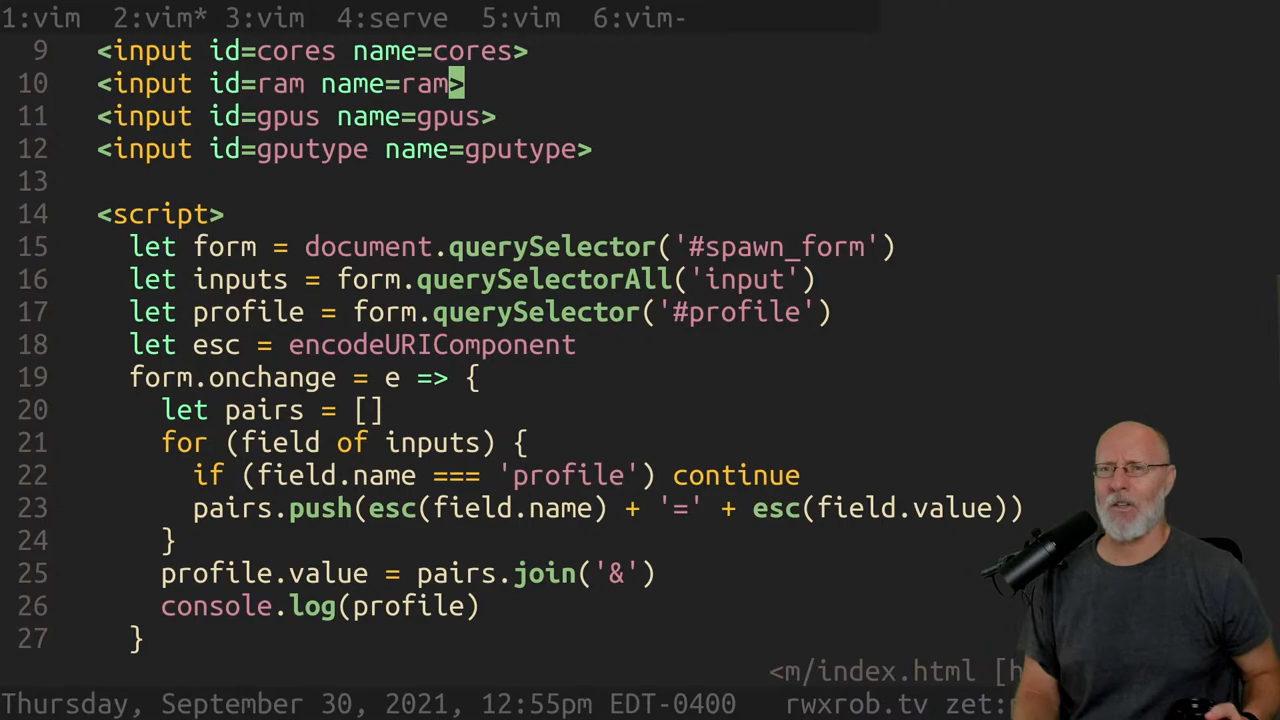 1:vim 2:vim* 3:vim 4:serve 5:vim 6:vim-
9 <input id=cores name=cores>
10 <input id=ram name=ram>
11 <input id=gpus name=gpus>
12 <input id=gputype name=gputype>
13
14 <script>
15 let form = document.querySelector('#spawn_form')
16 let inputs = form.querySelectorAll('input')
17 let profile = form.querySelector('#profile')
18 let esc = encodeURIComponent
19 form.onchange = e => {
20 let pairs = []
21 for (field of inputs) {
22 if (field.name === 'profile') continue
23 pairs.push(esc(field.name) + '=' + esc(field.value))
24 }
25 profile.value = pairs.join('&')
26 console.log(profile)
27 }
<m/index.html [h
Thursday, September 30, 2021, 12:55pm EDT-0400 rwxrob.tv zet: